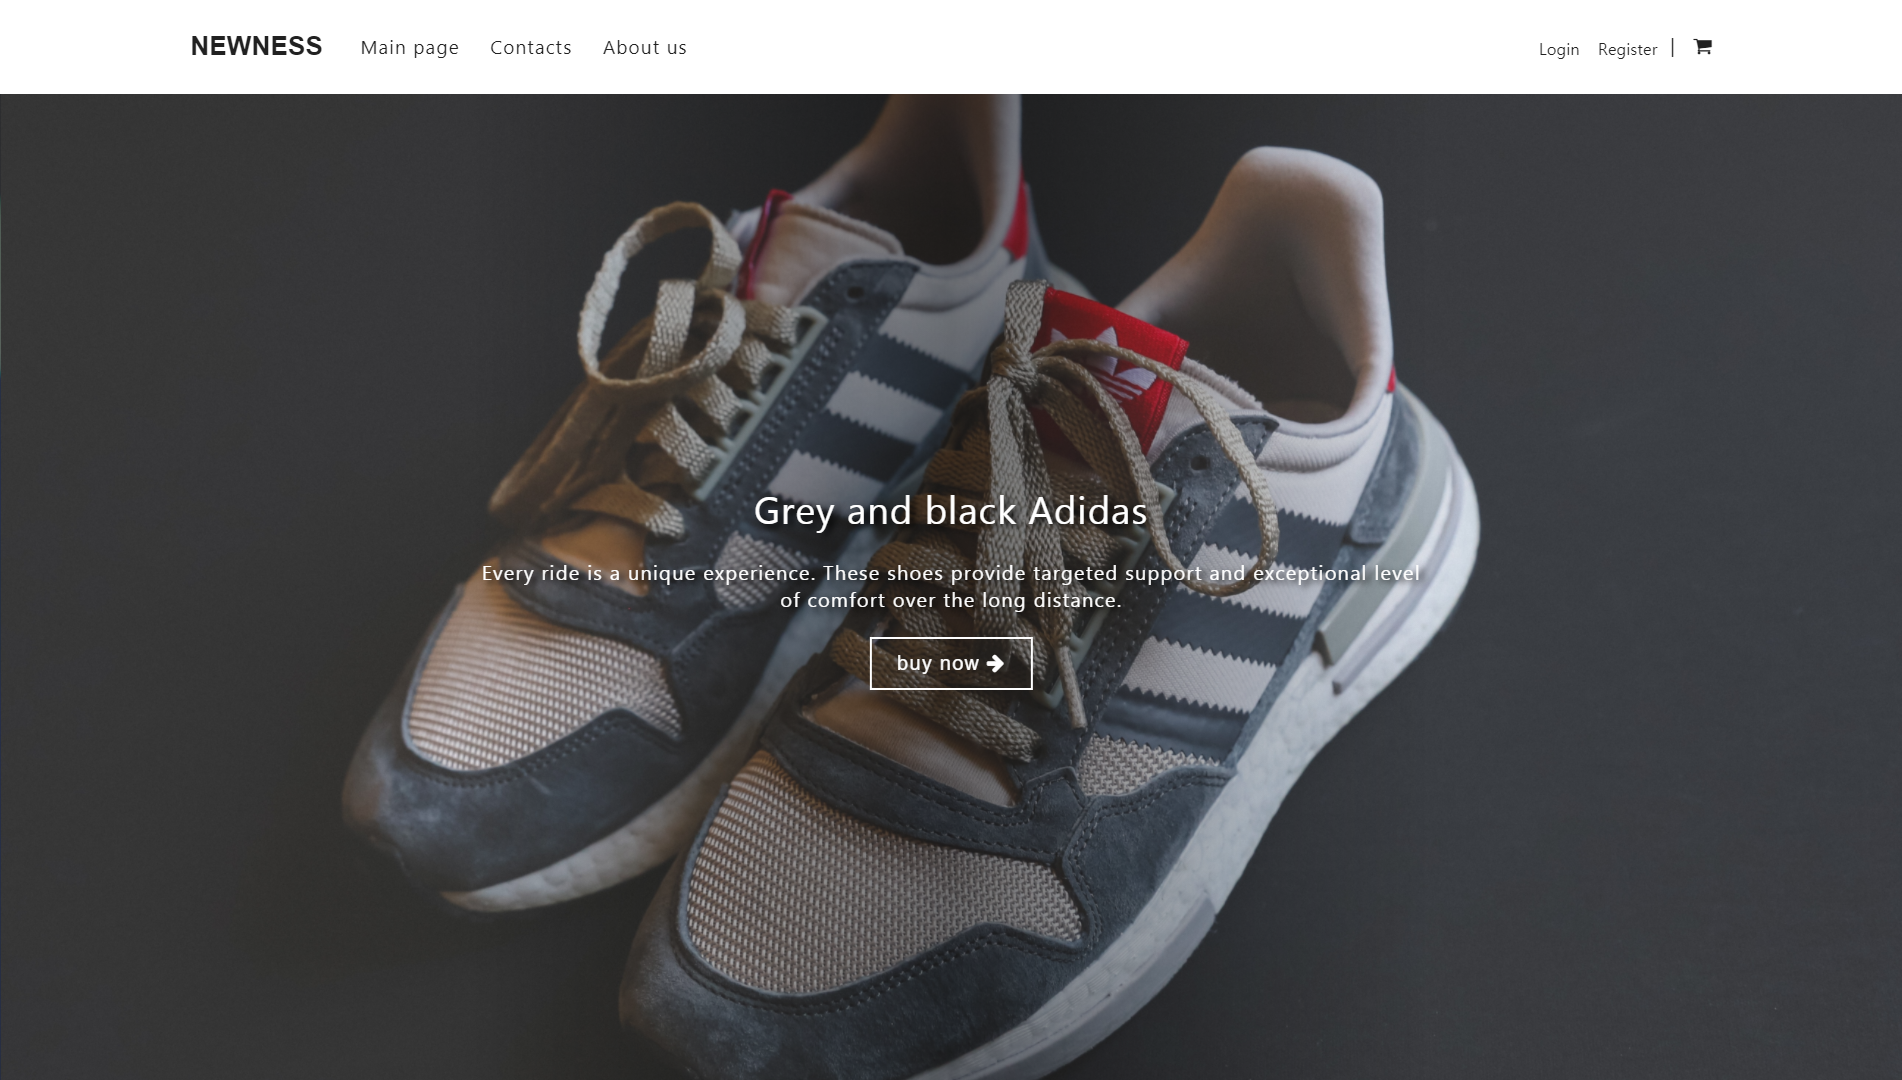 NEWNESS Main page Contacts About us Login Register |
Grey and black Adidas
Every ride is a unique experience. These shoes provide targeted support and exceptional level
of comfort over the long distance.
buy now